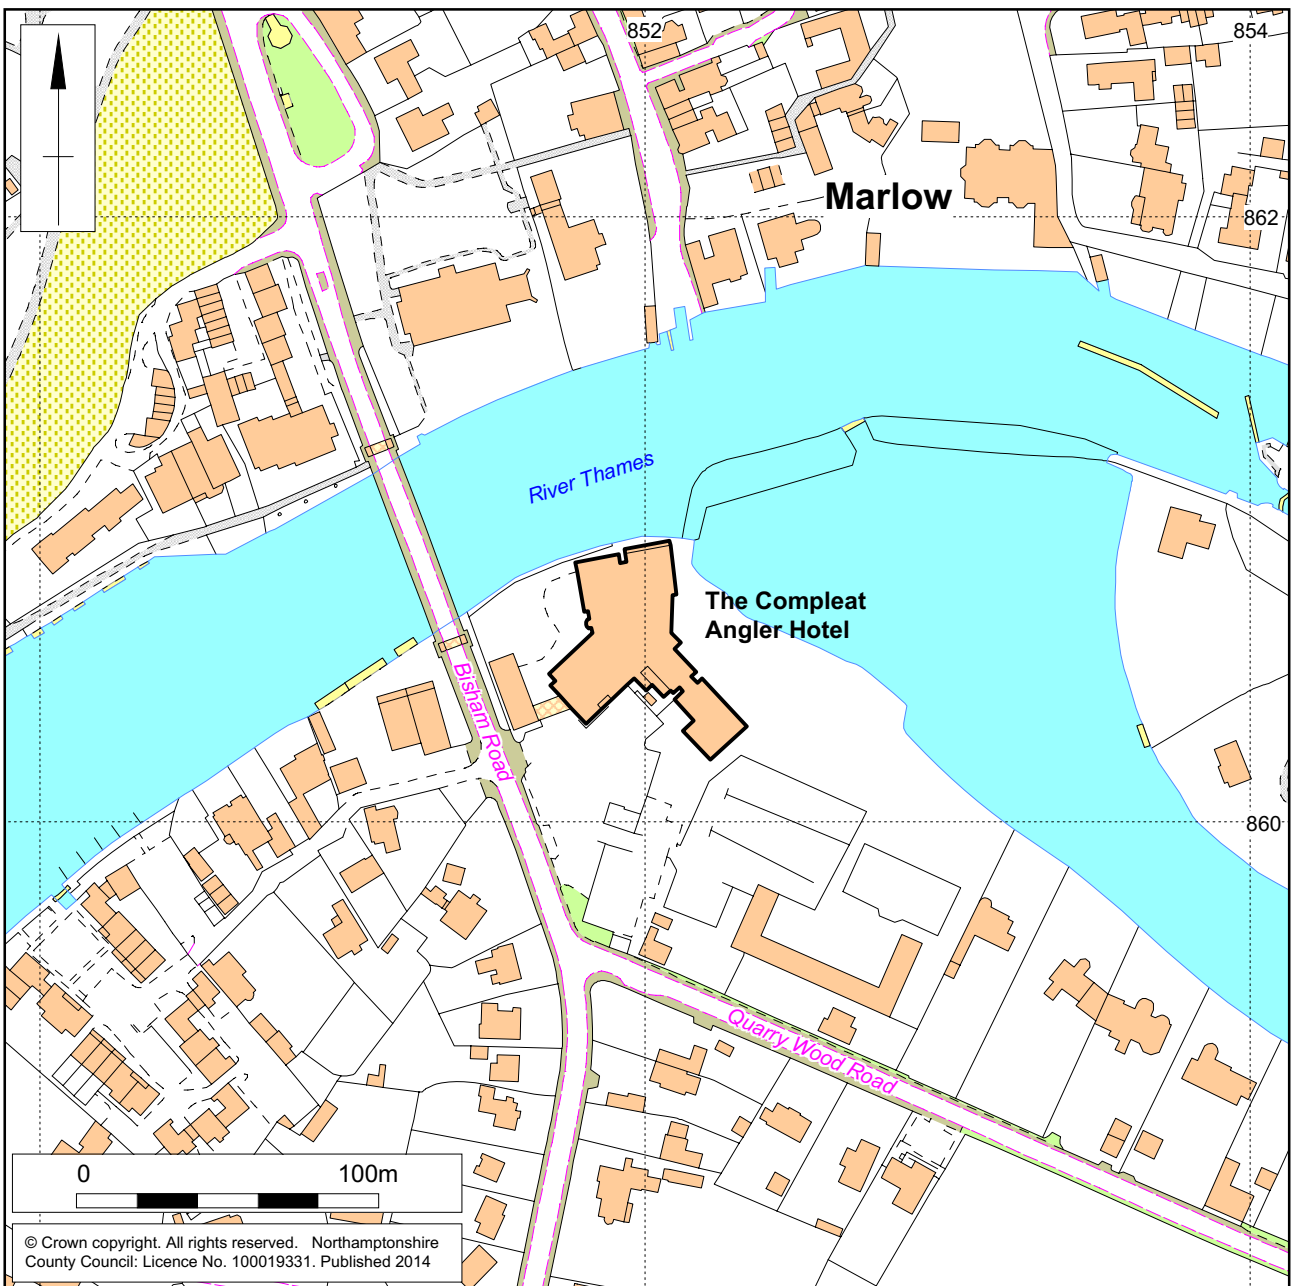 852
854
Marlow
862
River Thames
The Compleat
Angler Hotel
Bisham Road
860
Quarry Wood Road
0 100m
© Crown copyright. All rights reserved. Northamptonshire
County Council: Licence No. 100019331. Published 2014